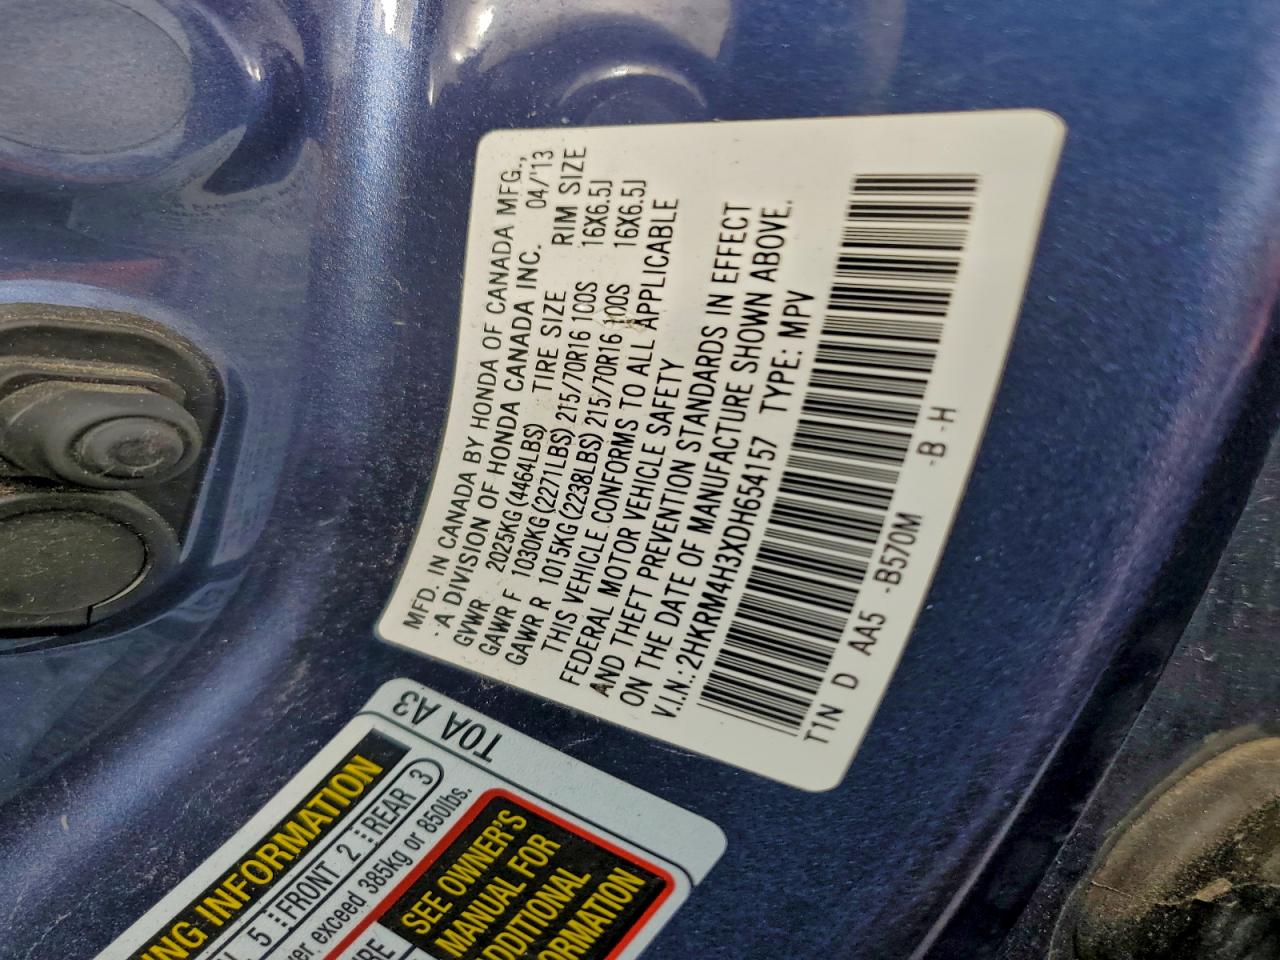 MFD. IN CANADA BY HONDA OF CANADA MFG.,
A DIVISION OF HONDA CANADA INC. 04/'13
GVWR 2025KG (4464LBS) TIRE SIZE RIM SIZE
GAWR F 1030KG (2271LBS) 215/70R16 100S 16X6.5J
GAWR R 1015KG (2238LBS) 215/70R16 100S 16X6.5J
THIS VEHICLE CONFORMS TO ALL APPLICABLE
FEDERAL MOTOR VEHICLE SAFETY
AND THEFT PREVENTION STANDARDS IN EFFECT
ON THE DATE OF MANUFACTURE SHOWN ABOVE.
V.I.N.: 2HKRM4H3XDH654157 TYPE: MPV
T1N D AA5 -B570M -B -H
T0A A3
INFORMATION
5 FRONT 2 REAR 3
exceed 385kg or 850lbs.
SEE OWNER'S
MANUAL FOR